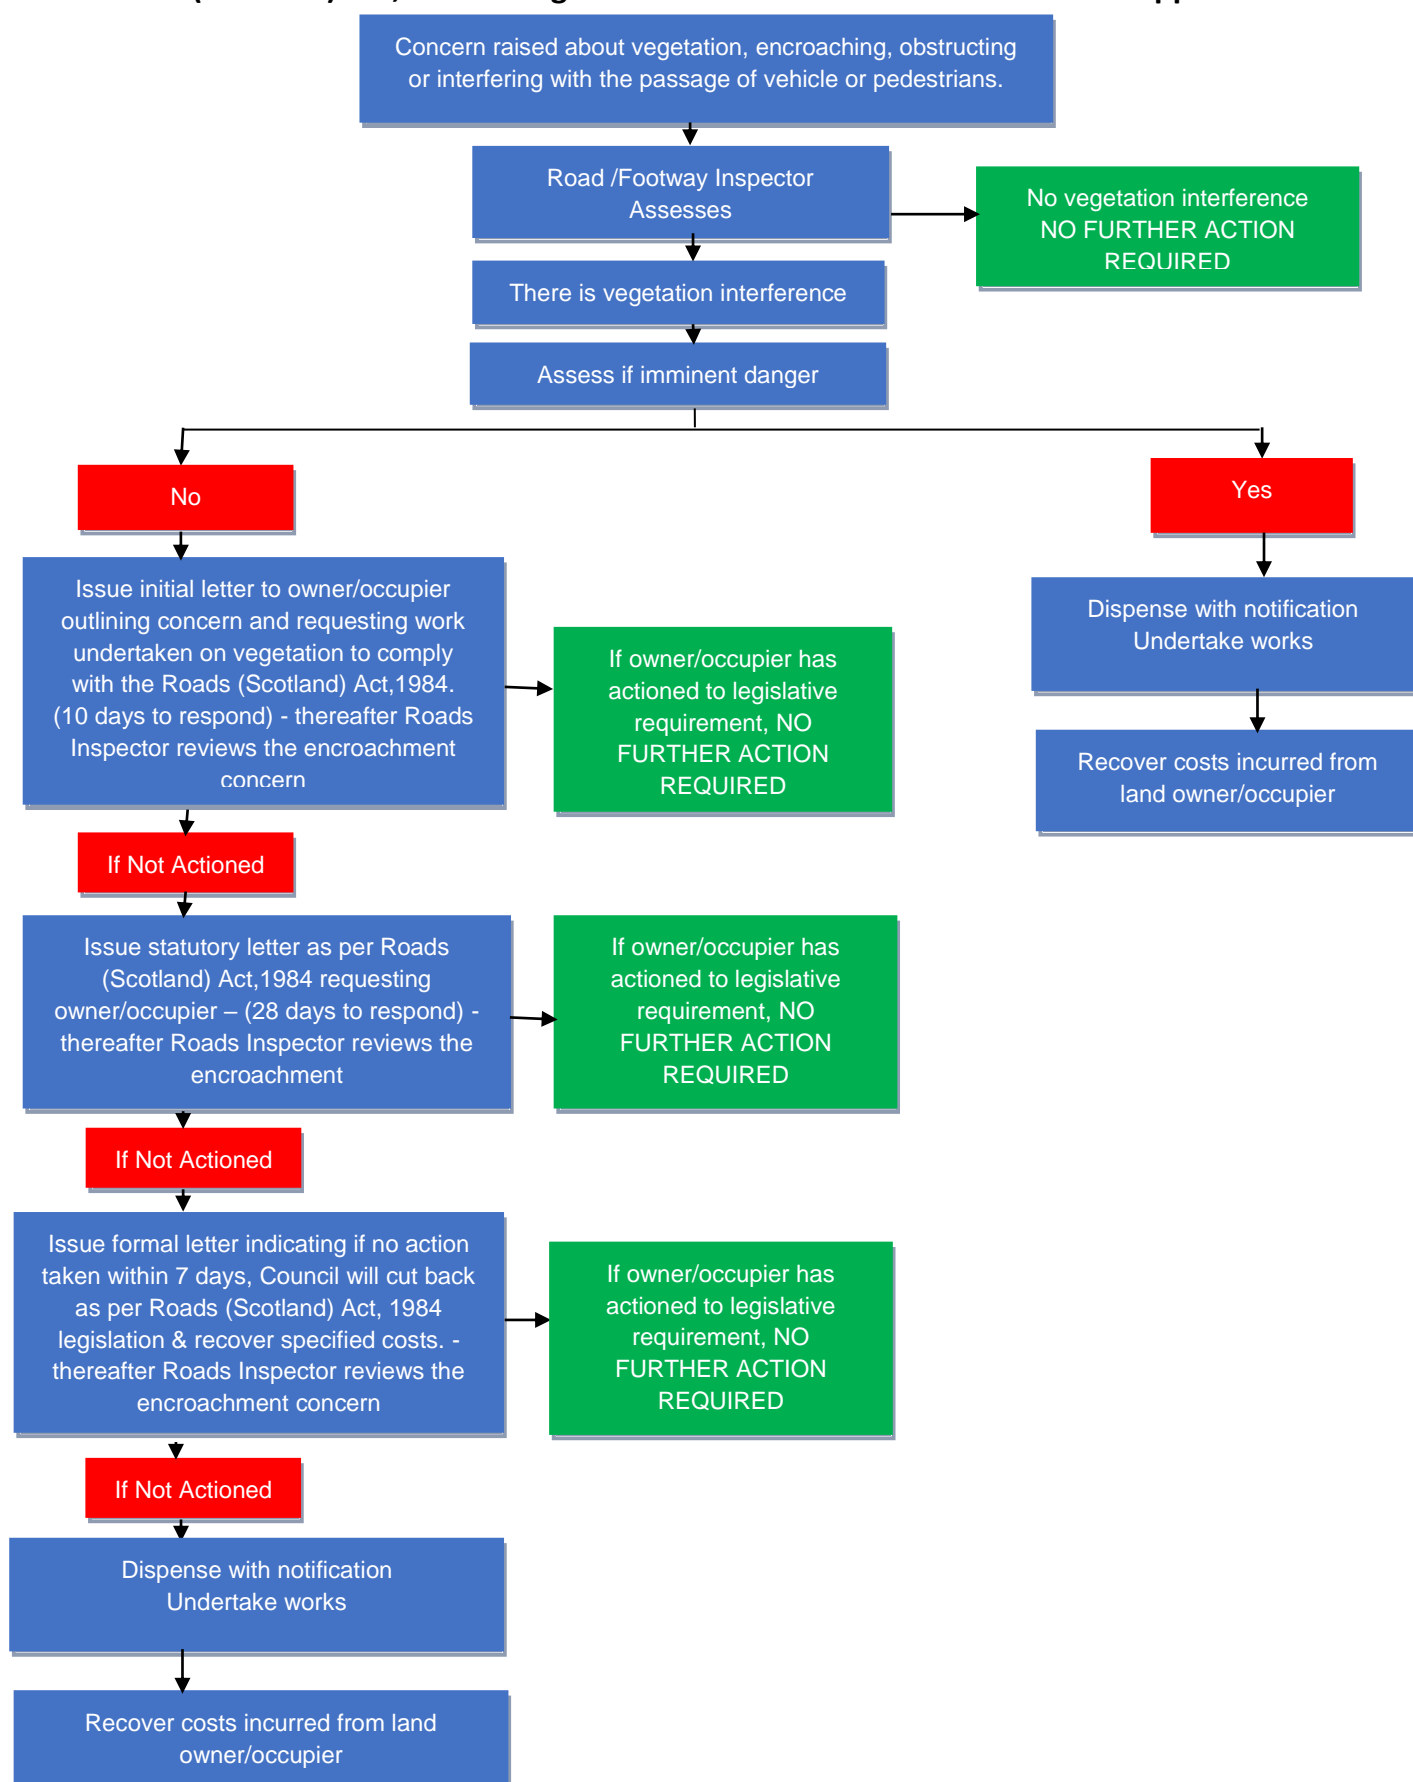 Concern raised about vegetation, encroaching, obstructing
or interfering with the passage of vehicle or pedestrians.
Road /Footway Inspector
Assesses
No vegetation interference
NO FURTHER ACTION
REQUIRED
There is vegetation interference
Assess if imminent danger
No
Yes
Issue initial letter to owner/occupier
outlining concern and requesting work
undertaken on vegetation to comply
with the Roads (Scotland) Act,1984.
(10 days to respond) - thereafter Roads
Inspector reviews the encroachment
concern
If owner/occupier has
actioned to legislative
requirement, NO
FURTHER ACTION
REQUIRED
Dispense with notification
Undertake works
Recover costs incurred from
land owner/occupier
If Not Actioned
Issue statutory letter as per Roads
(Scotland) Act,1984 requesting
owner/occupier – (28 days to respond) -
thereafter Roads Inspector reviews the
encroachment
If owner/occupier has
actioned to legislative
requirement, NO
FURTHER ACTION
REQUIRED
If Not Actioned
Issue formal letter indicating if no action
taken within 7 days, Council will cut back
as per Roads (Scotland) Act, 1984
legislation & recover specified costs. -
thereafter Roads Inspector reviews the
encroachment concern
If owner/occupier has
actioned to legislative
requirement, NO
FURTHER ACTION
REQUIRED
If Not Actioned
Dispense with notification
Undertake works
Recover costs incurred from land
owner/occupier